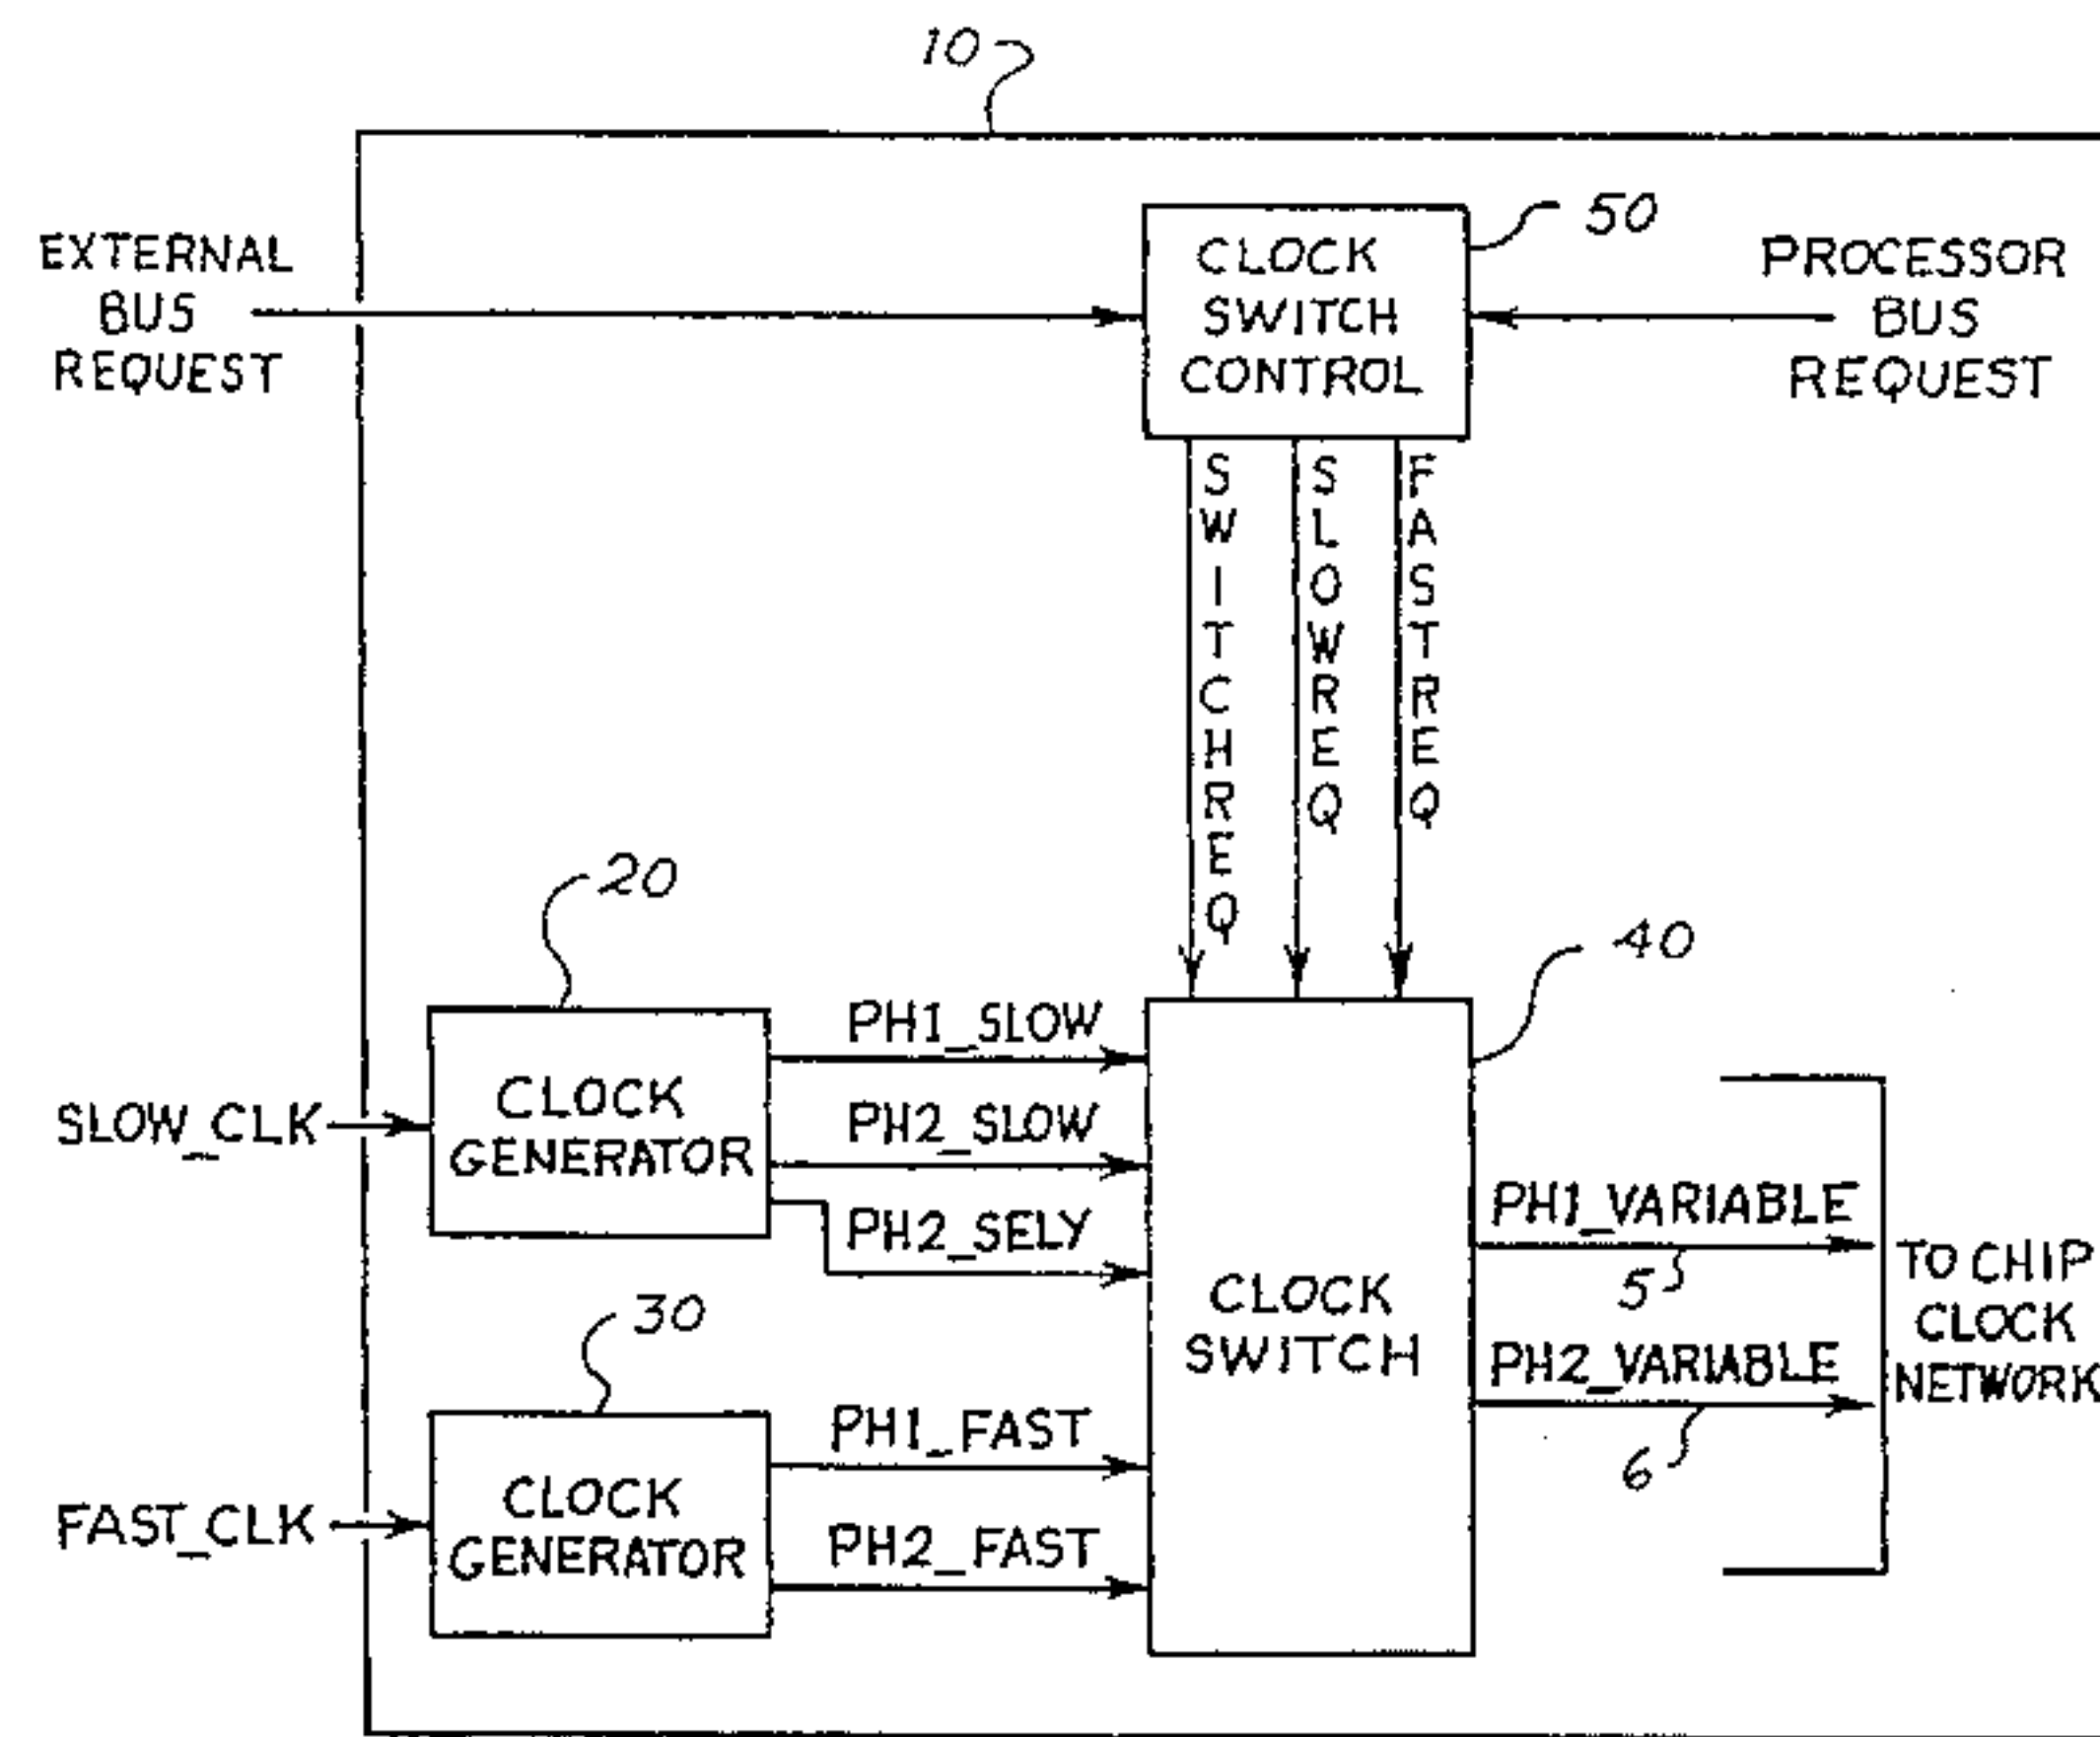 10
EXTERNAL
BUS
REQUEST
CLOCK
SWITCH
CONTROL
50
PROCESSOR
BUS
REQUEST
SWITCHREQ
SLOWREQ
FASTREQ
20
40
SLOW_CLK
CLOCK
GENERATOR
PH1_SLOW
PH2_SLOW
PH2_SELY
30
FAST_CLK
CLOCK
GENERATOR
PH1_FAST
PH2_FAST
CLOCK
SWITCH
PH1_VARIABLE
5
PH2_VARIABLE
6
TO CHIP
CLOCK
NETWORK